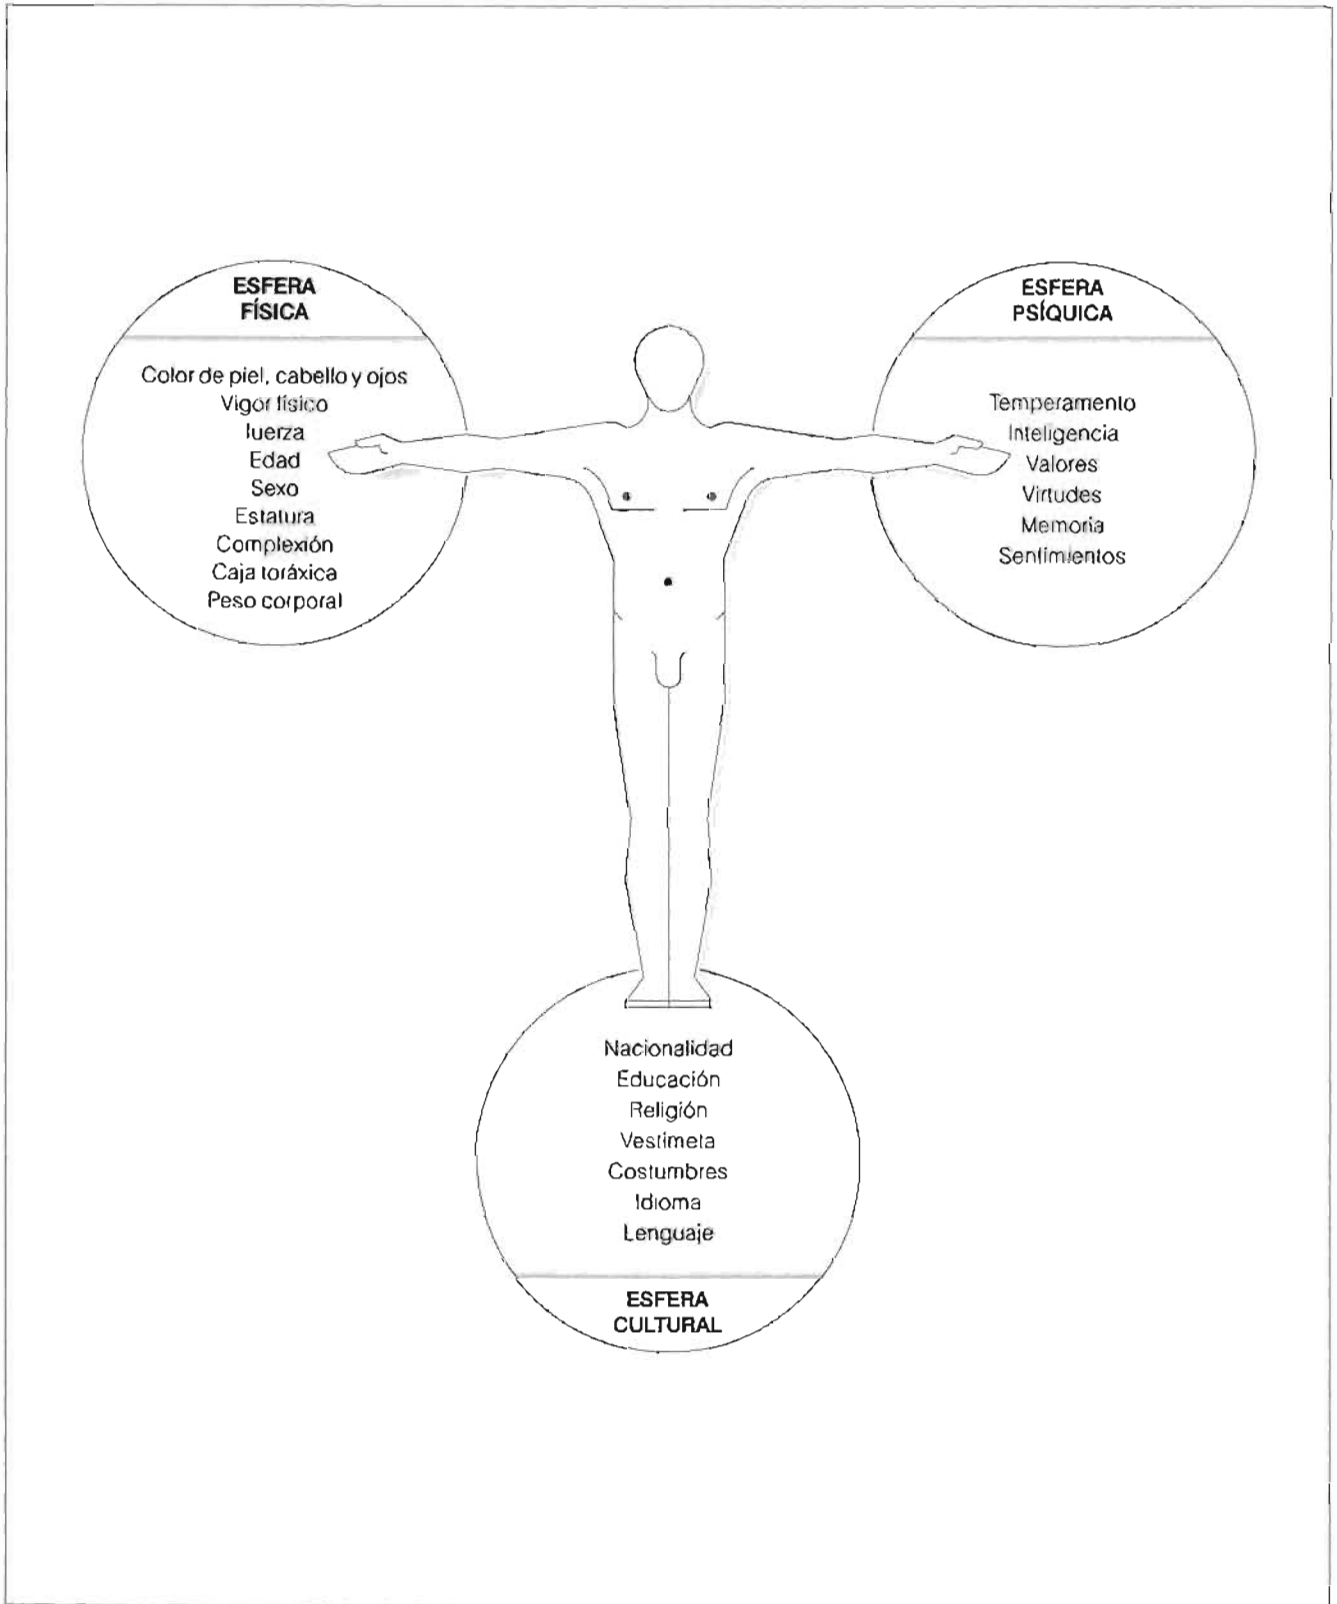 ESFERA
FÍSICA
Color de piel, cabello y ojos
Vigor físico
fuerza
Edad
Sexo
Estatura
Complexión
Caja toráxica
Peso corporal
ESFERA
PSÍQUICA
Temperamento
Inteligencia
Valores
Virtudes
Memoria
Sentimientos
Nacionalidad
Educación
Religión
Vestimeta
Costumbres
Idioma
Lenguaje
ESFERA
CULTURAL